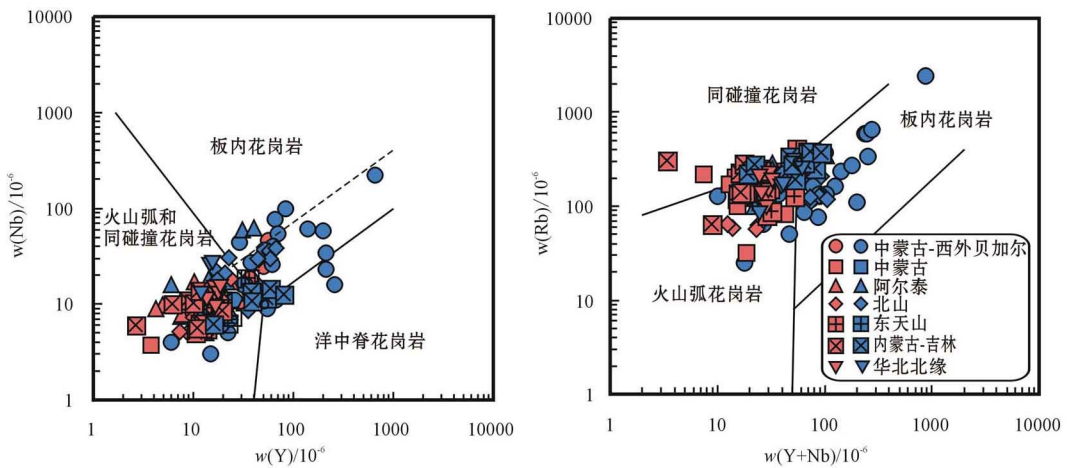 10000
1000
100
10
1
w(Nb)/10⁻⁶
板内花岗岩
火山弧和
同碰撞花岗岩
洋中脊花岗岩
1
10
100
1000
10000
w(Y)/10⁻⁶
10000
1000
100
10
1
w(Rb)/10⁻⁶
同碰撞花岗岩
板内花岗岩
火山弧花岗岩
中蒙古-西外贝加尔
中蒙古
阿尔泰
北山
东天山
内蒙古-吉林
华北北缘
1
10
100
1000
10000
w(Y+Nb)/10⁻⁶